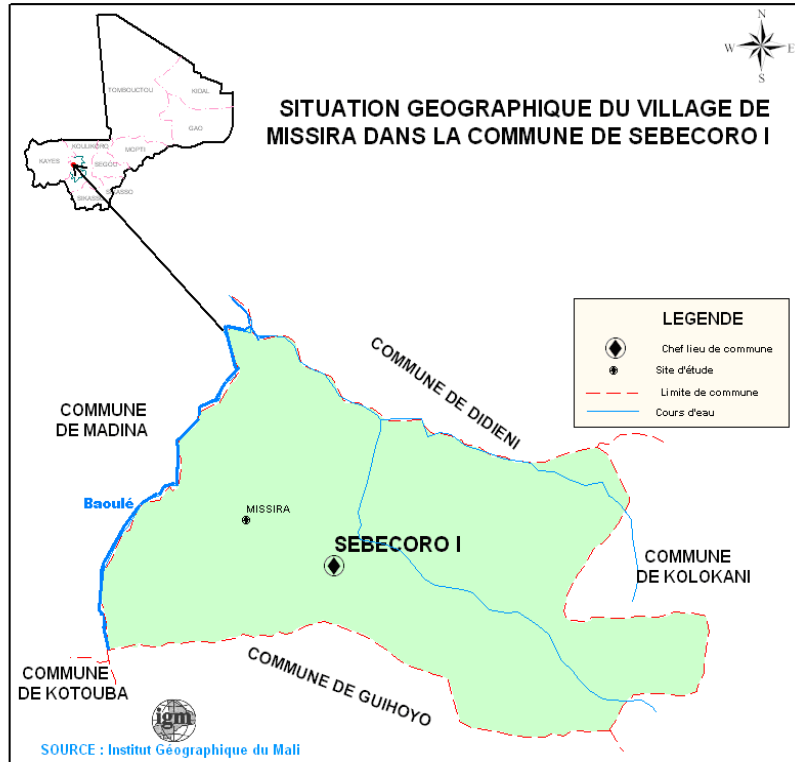 N
W E
S
TOMBOUCTOU
KIDAL
GAO
KOULIKORO
MOPTI
KAYES
SEGOU
SIKASSO
SITUATION GEOGRAPHIQUE DU VILLAGE DE
MISSIRA DANS LA COMMUNE DE SEBECORO I
LEGENDE
Chef lieu de commune
Site d'étude
Limite de commune
Cours d'eau
COMMUNE DE DIDIENI
COMMUNE
DE MADINA
Baoulé
MISSIRA
SEBECORO I
COMMUNE
DE KOLOKANI
COMMUNE
DE KOTOUBA
COMMUNE DE GUIHOYO
igm
SOURCE : Institut Géographique du Mali